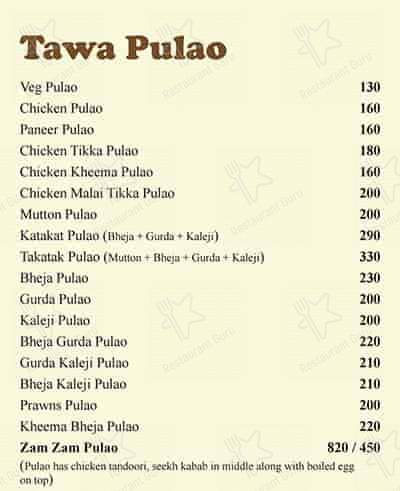 Tawa Pulao
Veg Pulao 130
Chicken Pulao 160
Paneer Pulao 160
Chicken Tikka Pulao 180
Chicken Kheema Pulao 160
Chicken Malai Tikka Pulao 200
Mutton Pulao 200
Katakat Pulao (Bheja + Gurda + Kaleji) 290
Takatak Pulao (Mutton + Bheja + Gurda + Kaleji) 330
Bheja Pulao 230
Gurda Pulao 200
Kaleji Pulao 200
Bheja Gurda Pulao 220
Gurda Kaleji Pulao 210
Bheja Kaleji Pulao 210
Prawns Pulao 200
Kheema Bheja Pulao 220
Zam Zam Pulao 820 / 450
(Pulao has chicken tandoori, seekh kabab in middle along with boiled egg
on top)
Restaurant Guru